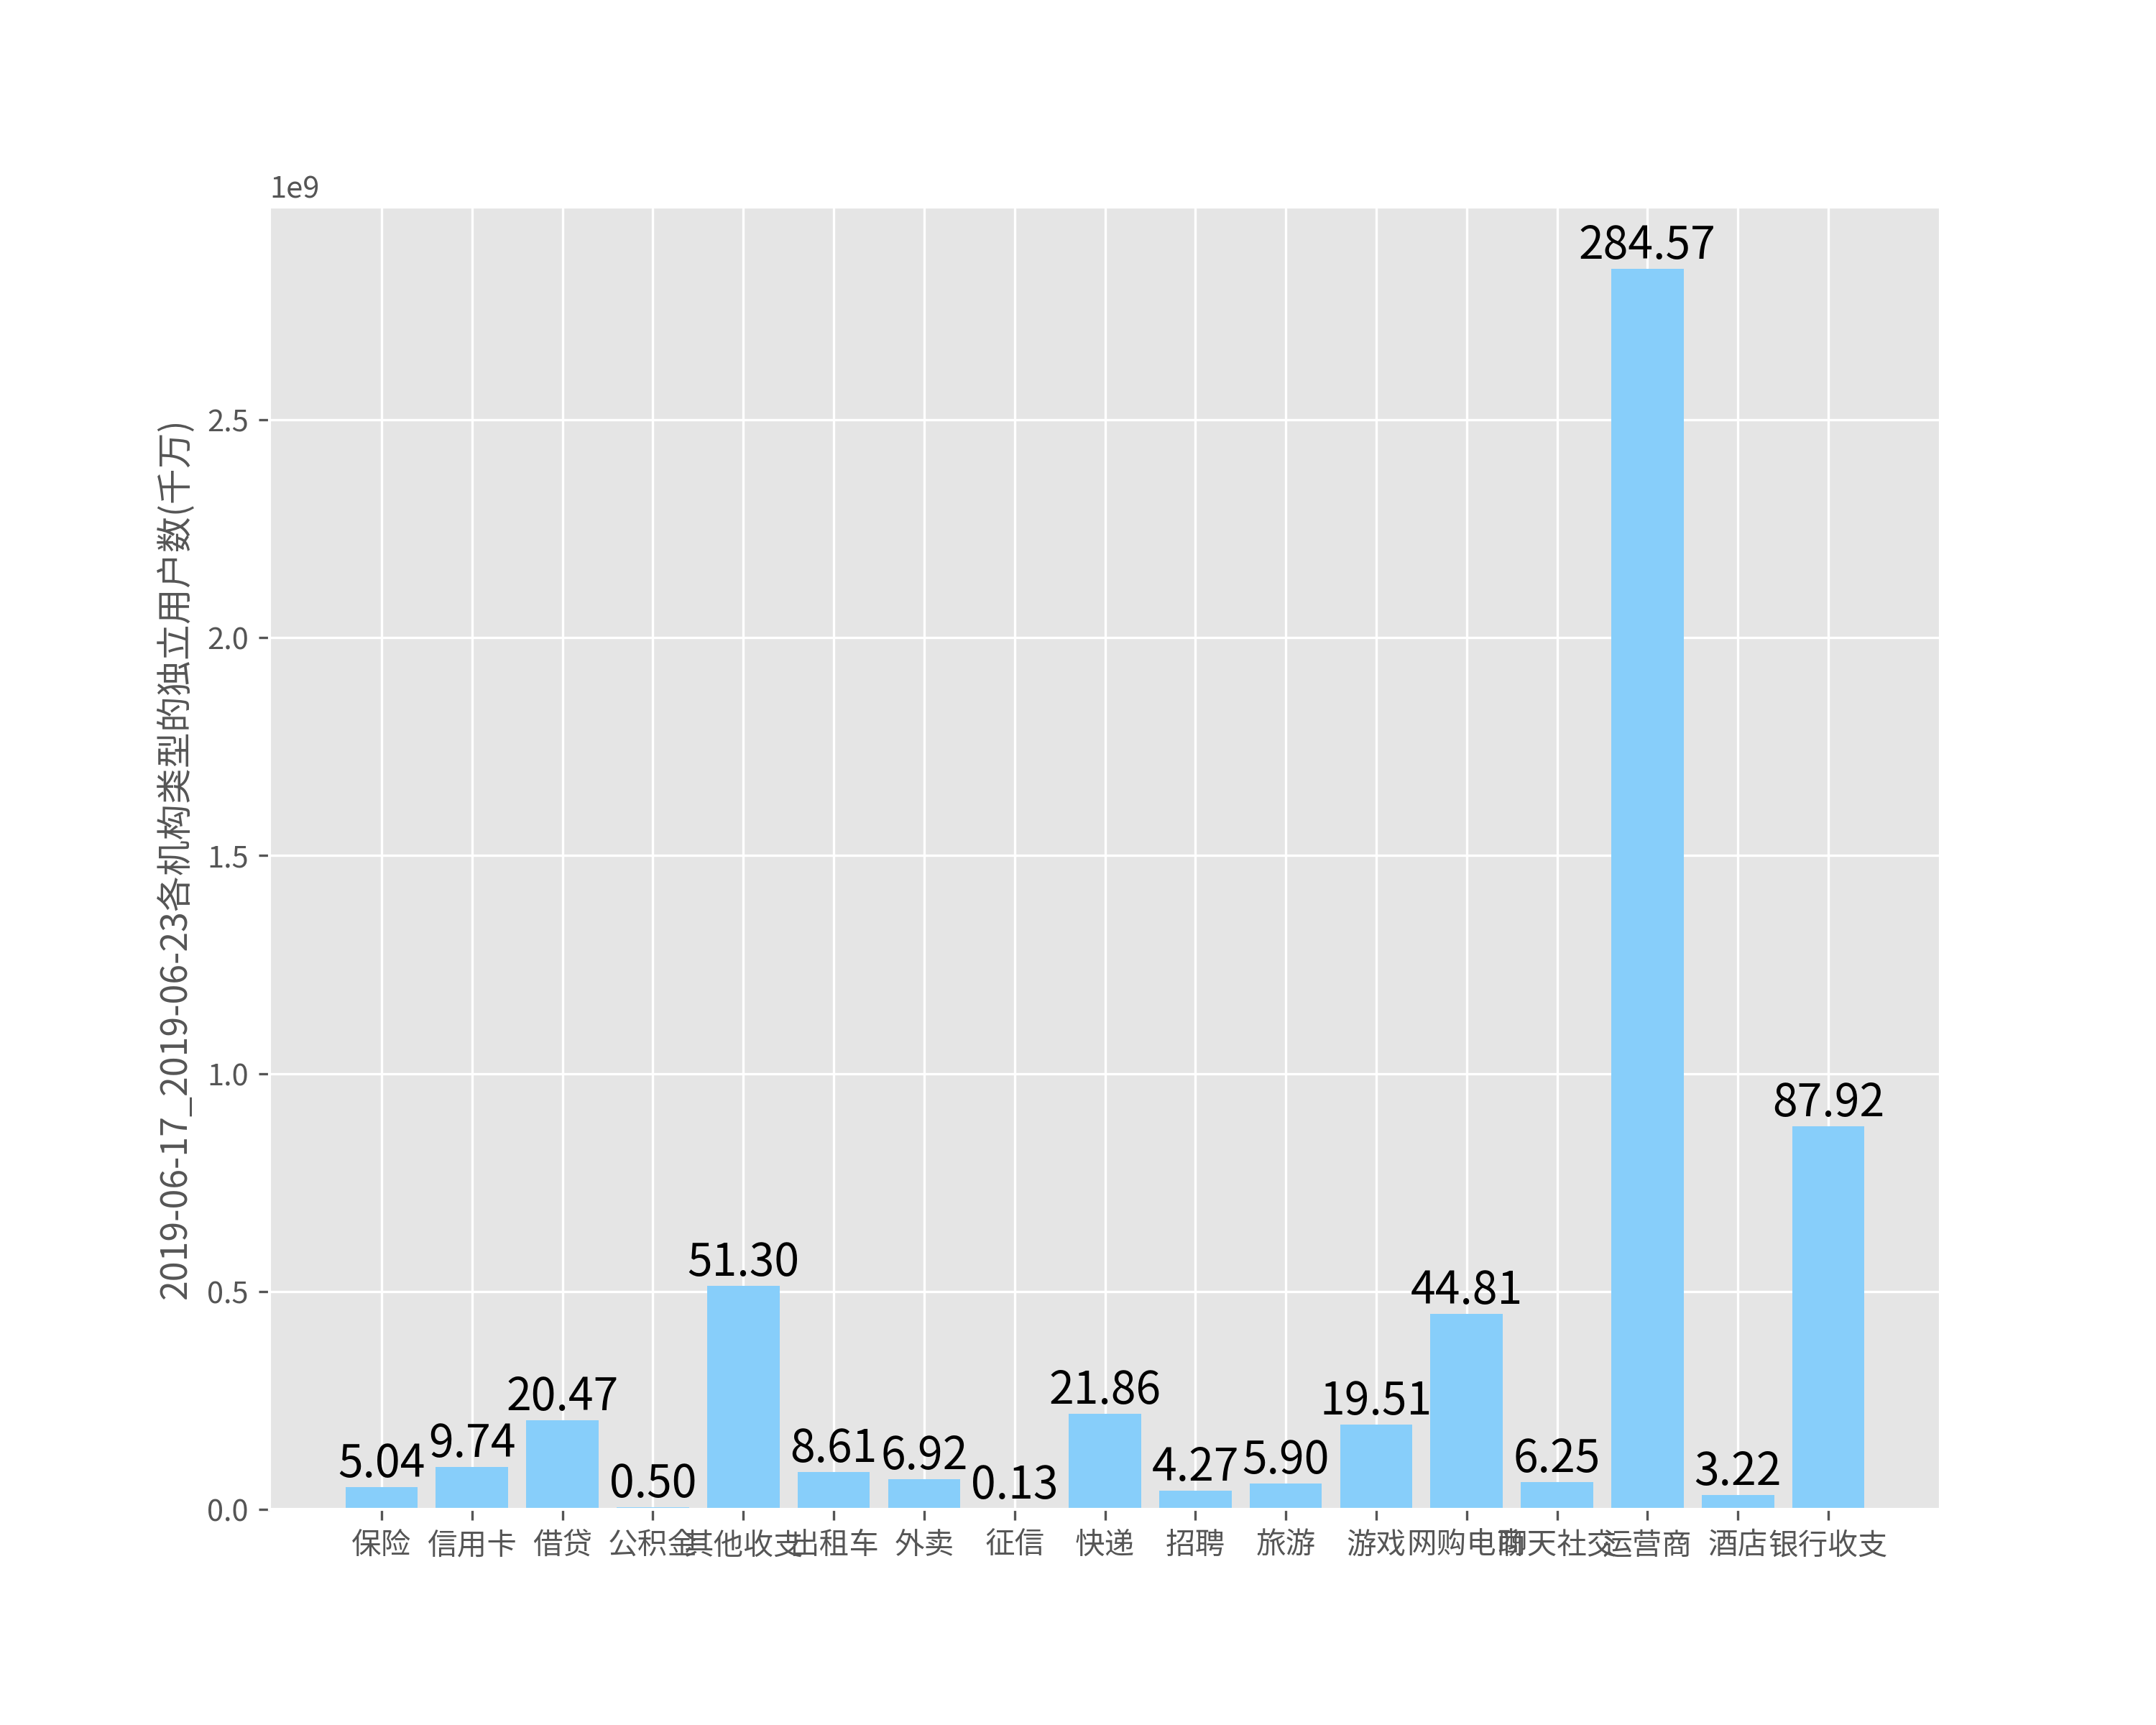 1e9
2019-06-17_2019-06-23各机构类型的独立用户数(千万)
2.5
2.0
1.5
1.0
0.5
0.0
5.04
9.74
20.47
0.50
51.30
8.61
6.92
0.13
21.86
4.27
5.90
19.51
44.81
6.25
284.57
3.22
87.92
保险
信用卡
借贷
公积金
其他收支
出租车
外卖
征信
快递
招聘
旅游
游戏
网购电商
聊天社交
运营商
酒店
银行收支